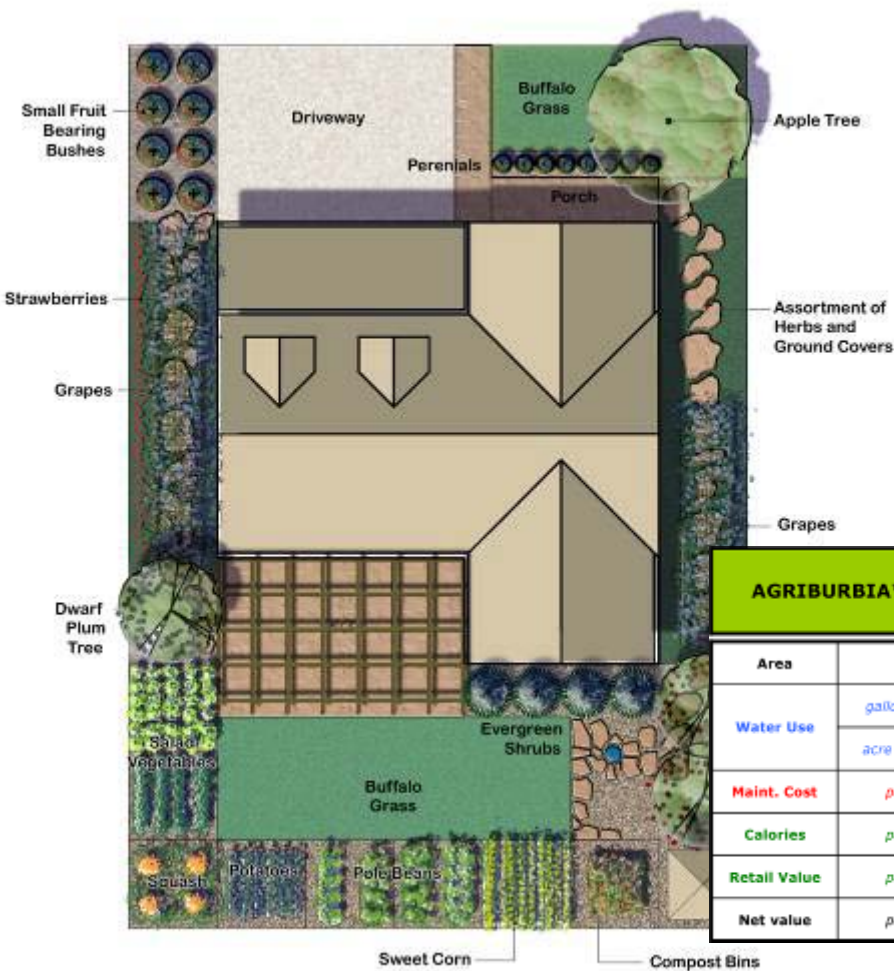 Small Fruit
Bearing
Bushes
Driveway
Buffalo
Grass
Apple Tree
Perenials
Porch
Strawberries
Assortment of
Herbs and
Ground Covers
Grapes
Grapes
Dwarf
Plum
Tree
Salad
Vegetables
Evergreen
Shrubs
Buffalo
Grass
Squash
Potatoes
Pole Beans
Sweet Corn
Compost Bins
AGRIBURBIA
Area
Water Use
acre
Maint. Cost
p
Calories
p
Retail Value
p
Net value
p